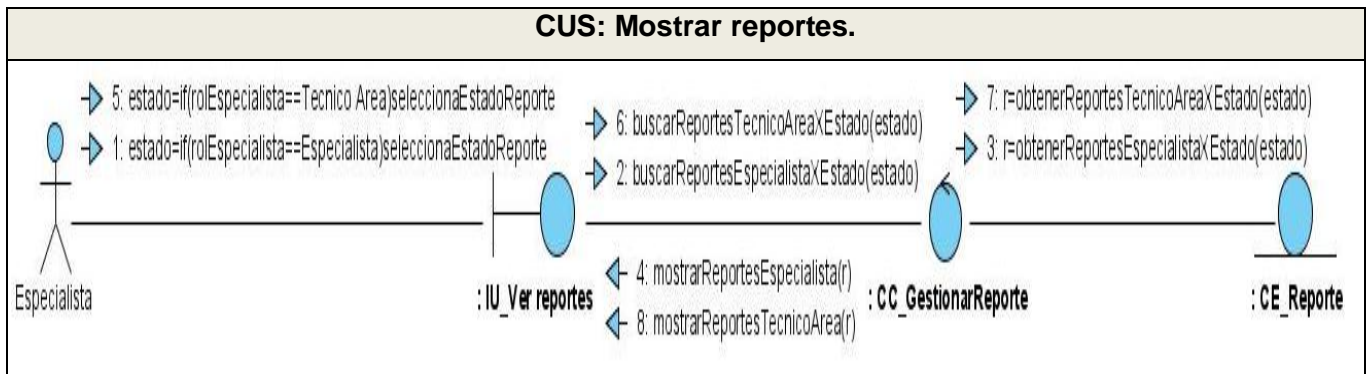 CUS: Mostrar reportes.
5: estado=if(rolEspecialista==Tecnico Area)seleccionaEstadoReporte
1: estado=if(rolEspecialista==Especialista)seleccionaEstadoReporte
6: buscarReportesTecnicoAreaXEstado(estado)
2: buscarReportesEspecialistaXEstado(estado)
7: r=obtenerReportesTecnicoAreaXEstado(estado)
3: r=obtenerReportesEspecialistaXEstado(estado)
4: mostrarReportesEspecialista(r)
8: mostrarReportesTecnicoArea(r)
Especialista
: IU_Ver reportes
: CC_GestionarReporte
: CE_Reporte